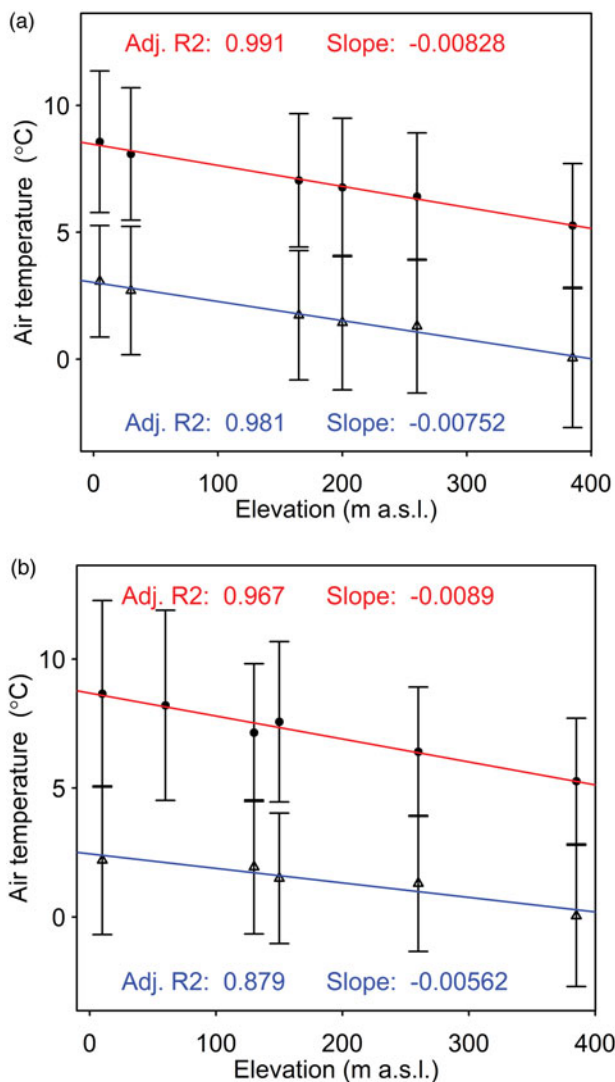 (a)
Adj. R2: 0.991 Slope: -0.00828
10
5
0
Air temperature (°C)
Adj. R2: 0.981 Slope: -0.00752
0 100 200 300 400
Elevation (m a.s.l.)
(b)
Adj. R2: 0.967 Slope: -0.0089
10
5
0
Air temperature (°C)
Adj. R2: 0.879 Slope: -0.00562
0 100 200 300 400
Elevation (m a.s.l.)